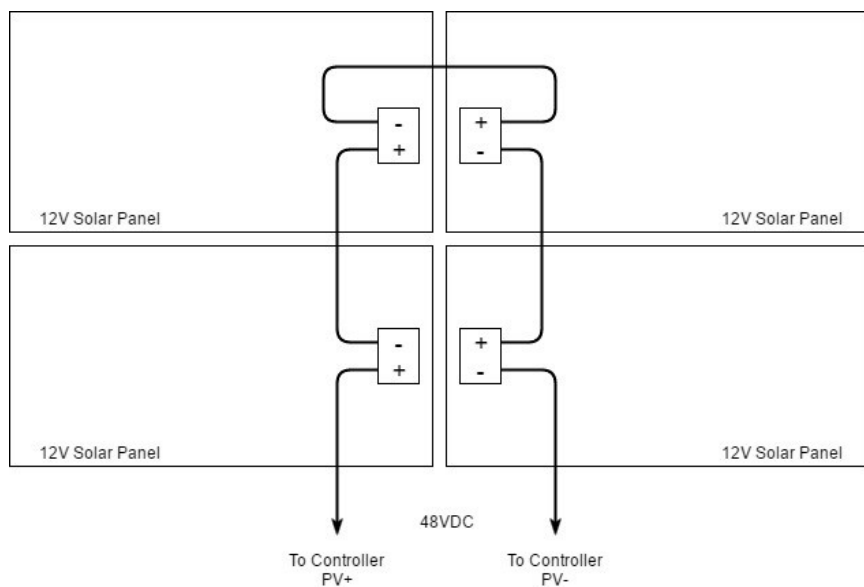 - +
+ -
12V Solar Panel 12V Solar Panel
- +
+ -
12V Solar Panel 12V Solar Panel
48VDC
To Controller To Controller
PV+ PV-